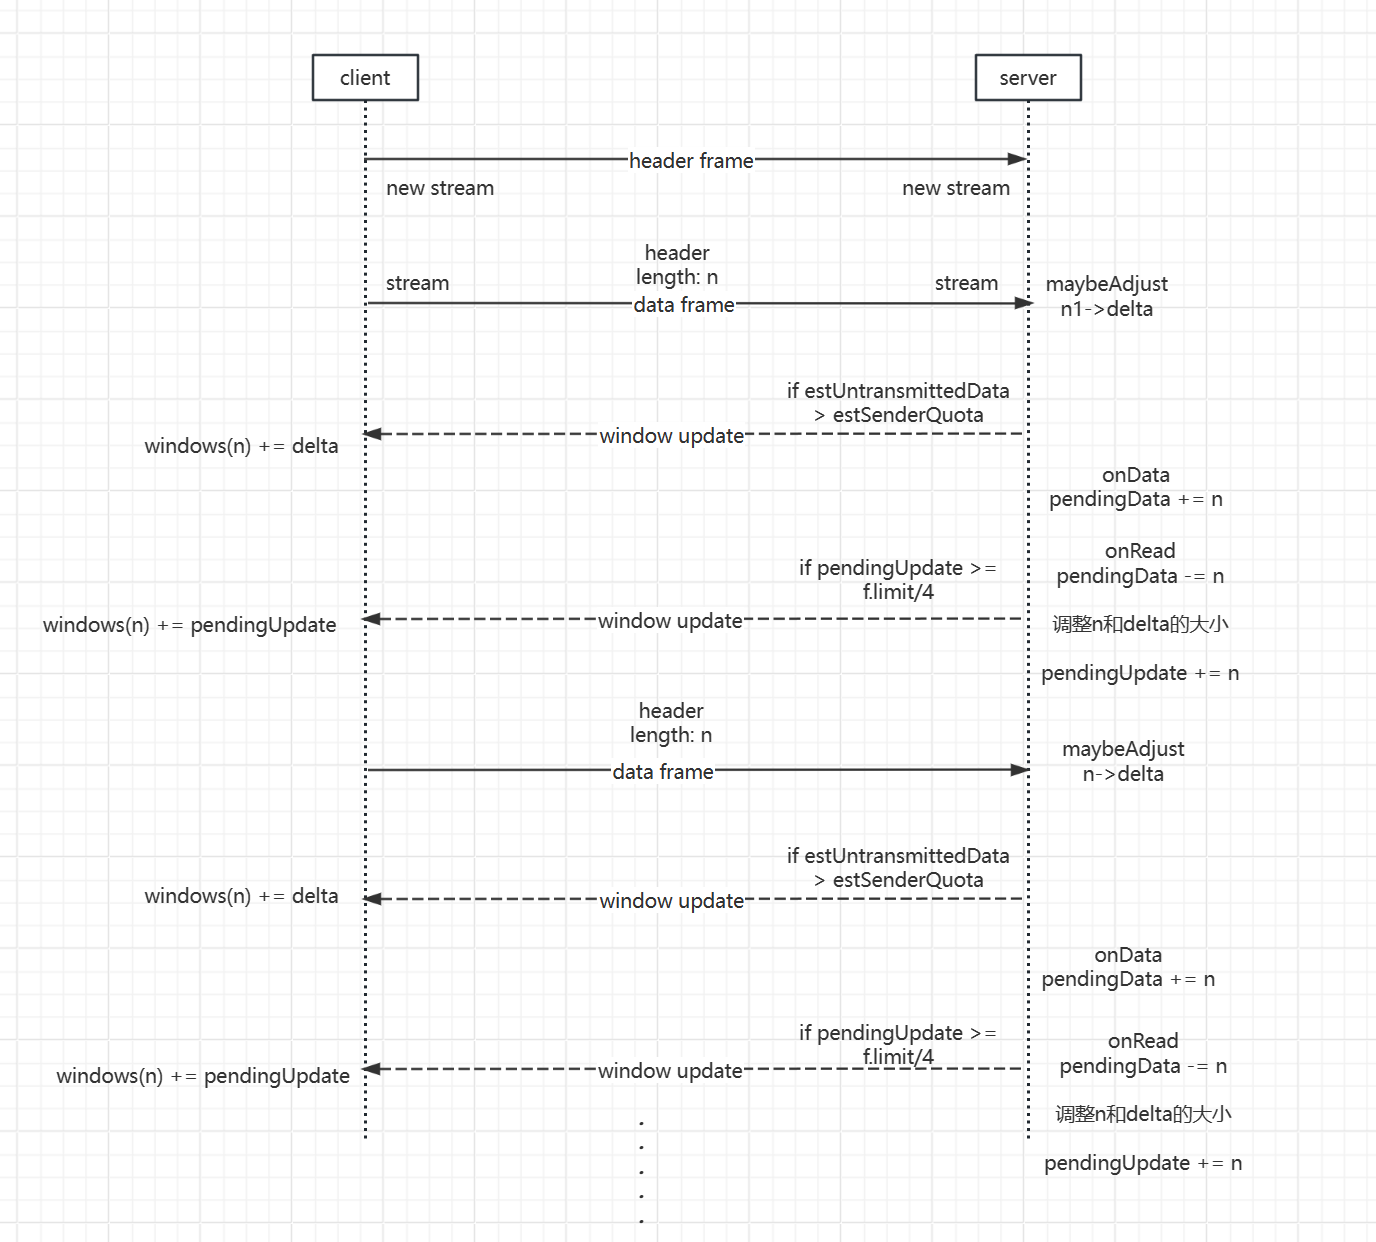 client
server
header frame
new stream
new stream
header
length: n
stream
stream
data frame
maybeAdjust
n1->delta
if estUntransmittedData
> estSenderQuota
window update
windows(n) += delta
onData
pendingData += n
if pendingUpdate >=
f.limit/4
onRead
pendingData -= n
window update
windows(n) += pendingUpdate
调整n和delta的大小
pendingUpdate += n
header
length: n
data frame
maybeAdjust
n->delta
if estUntransmittedData
> estSenderQuota
window update
windows(n) += delta
onData
pendingData += n
if pendingUpdate >=
f.limit/4
onRead
pendingData -= n
window update
windows(n) += pendingUpdate
调整n和delta的大小
pendingUpdate += n